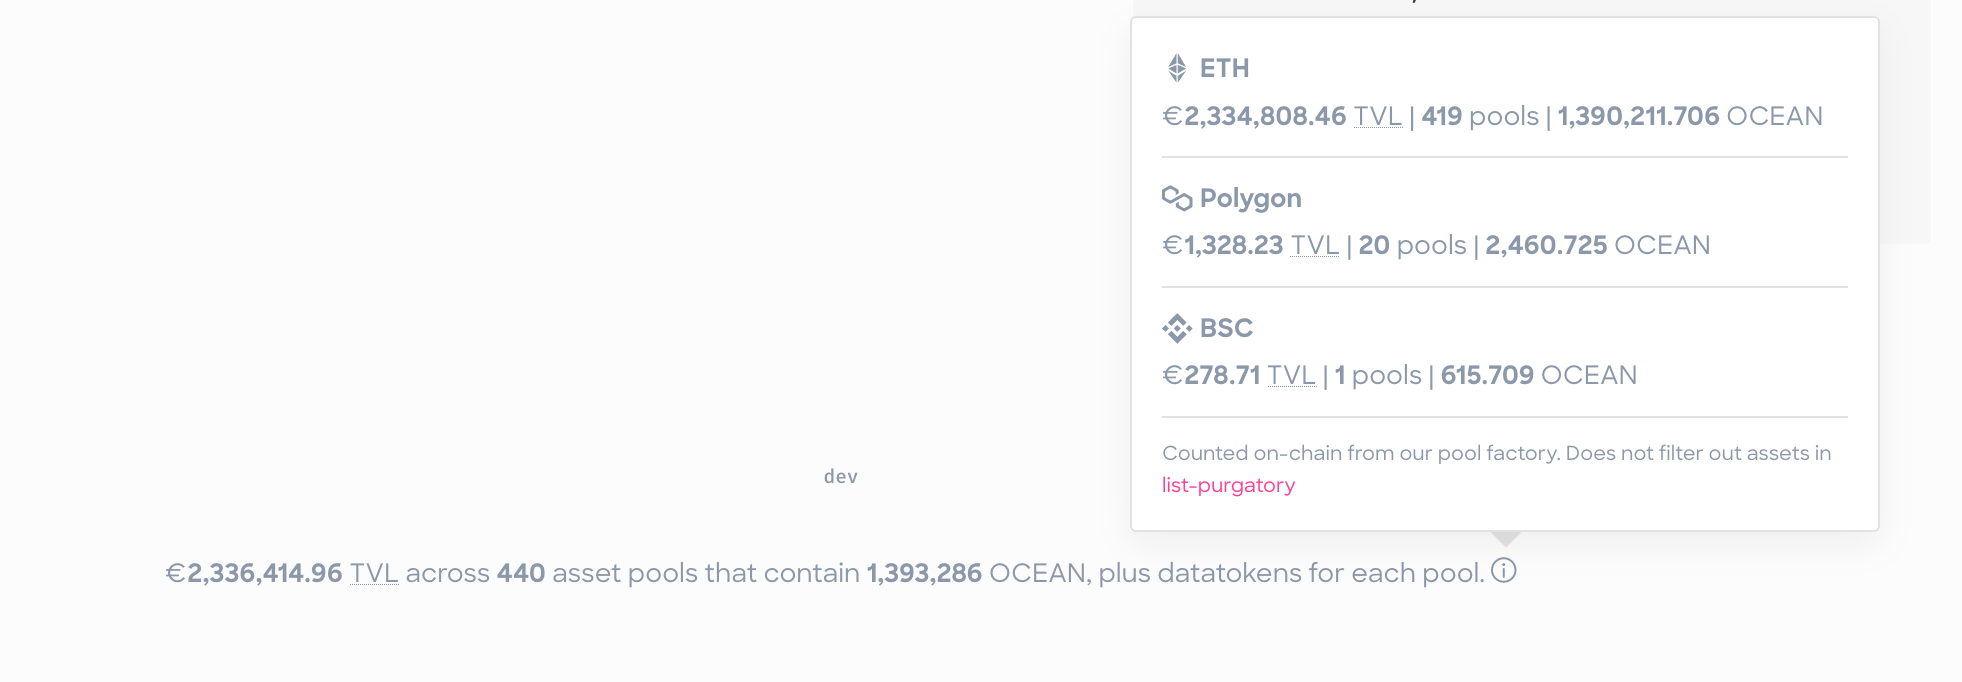 ETH
€2,334,808.46 TVL | 419 pools | 1,390,211.706 OCEAN
Polygon
€1,328.23 TVL | 20 pools | 2,460.725 OCEAN
BSC
€278.71 TVL | 1 pools | 615.709 OCEAN
Counted on-chain from our pool factory. Does not filter out assets in
list-purgatory
dev
€2,336,414.96 TVL across 440 asset pools that contain 1,393,286 OCEAN, plus datatokens for each pool.